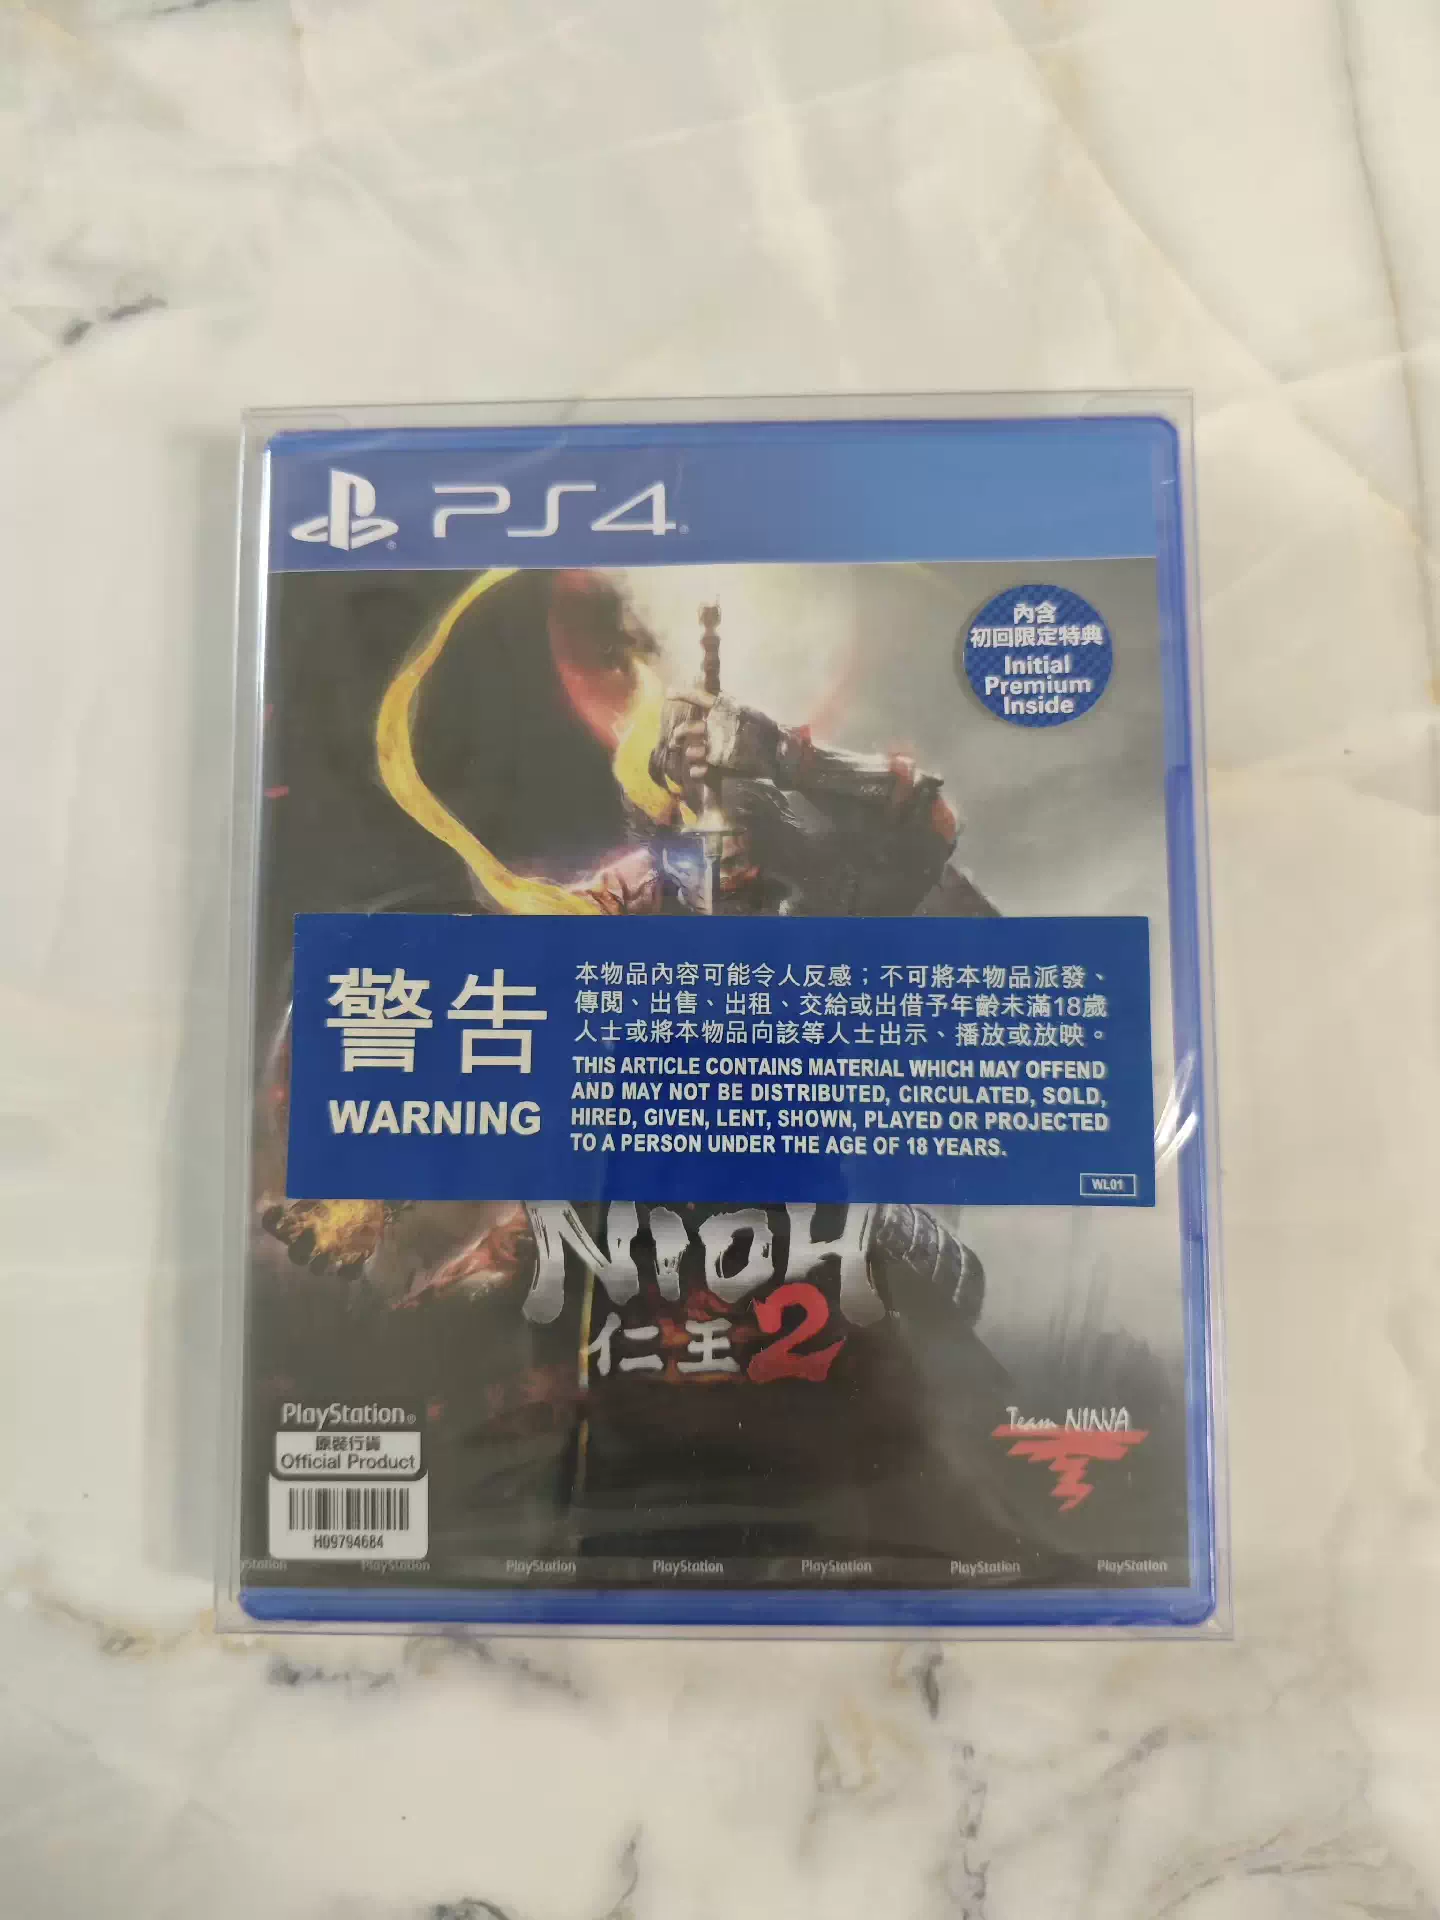 PS4
內含
初回限定特典
Initial
Premium
Inside
警告
WARNING
本物品內容可能令人反感；不可將本物品派發、
傳閱、出售、出租、交給或出借予年齡未滿18歲
人士或將本物品向該等人士出示、播放或放映。
THIS ARTICLE CONTAINS MATERIAL WHICH MAY OFFEND
AND MAY NOT BE DISTRIBUTED, CIRCULATED, SOLD,
HIRED, GIVEN, LENT, SHOWN, PLAYED OR PROJECTED
TO A PERSON UNDER THE AGE OF 18 YEARS.
WL01
NIOH
仁王2
PlayStation®
原裝行貨
Official Product
H09794684
Team NINJA
yStation PlayStation PlayStation PlayStation PlayStation PlayStation PlayStation